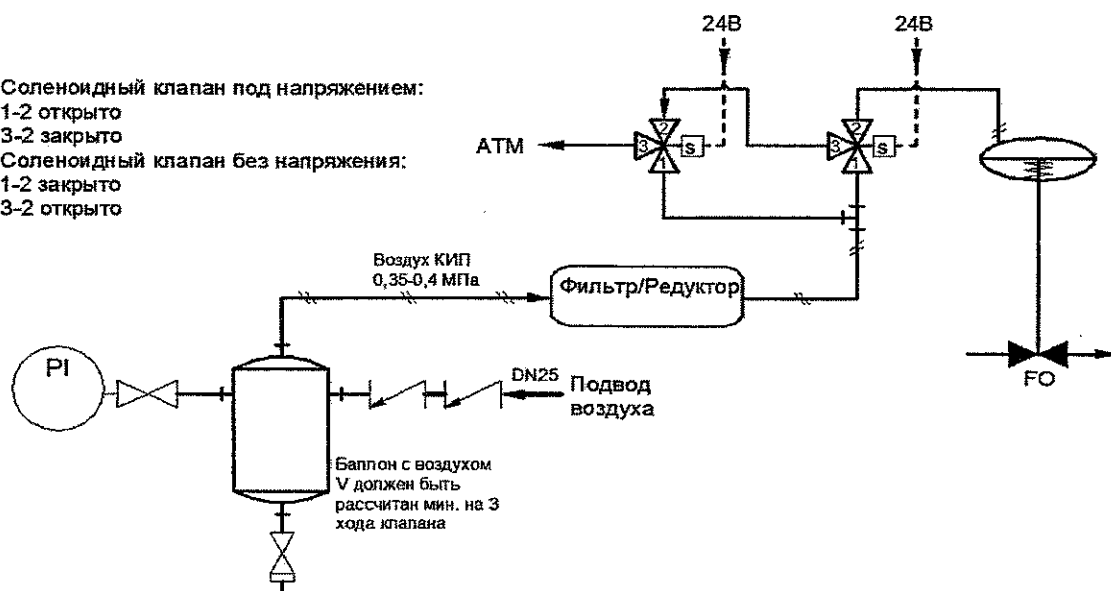 24В
24В
Соленоидный клапан под напряжением:
1-2 открыто
3-2 закрыто
Соленоидный клапан без напряжения:
1-2 закрыто
3-2 открыто
АТМ
2
3
S
1
2
3
S
1
Воздух КИП
0,35-0,4 МПа
Фильтр/Редуктор
PI
DN25
Подвод
воздуха
FO
Баллон с воздухом
V должен быть
рассчитан мин. на 3
хода клапана